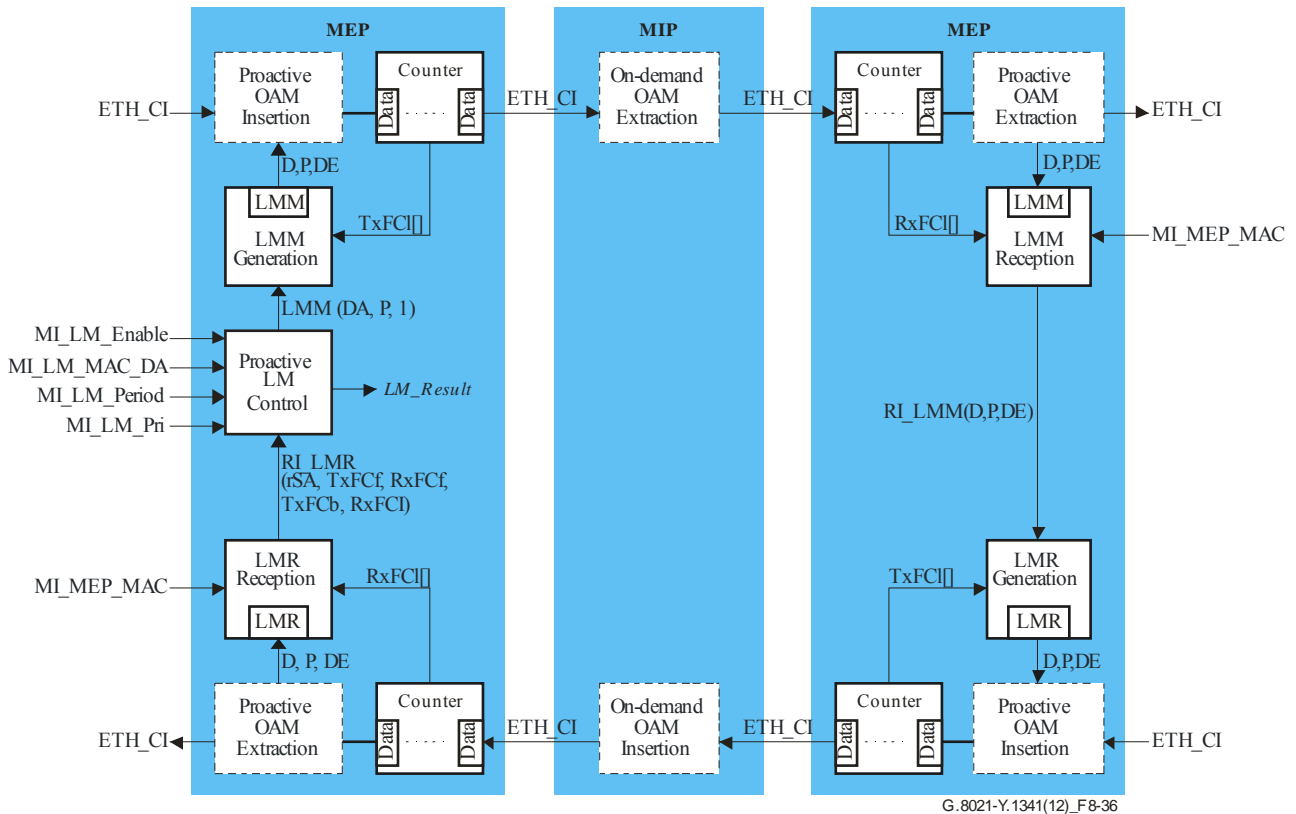 MEP
MIP
MEP
Proactive
OAM
Insertion
Counter
Data
.....
Data
On-demand
OAM
Extraction
Counter
Data
.....
Data
Proactive
OAM
Extraction
ETH_CI
ETH_CI
ETH_CI
ETH_CI
D,P,DE
D,P,DE
LMM
LMM
Generation
TxFCl[]
RxFCl[]
LMM
LMM
Reception
MI_MEP_MAC
LMM (DA, P, 1)
MI_LM_Enable
MI_LM_MAC_DA
MI_LM_Period
MI_LM_Pri
Proactive
LM
Control
LM_Result
RI_LMM(D,P,DE)
RI_LMR
(rSA, TxFCf, RxFCf,
TxFCb, RxFCl)
MI_MEP_MAC
LMR
Reception
LMR
RxFCl[]
TxFCl[]
LMR
Generation
LMR
D, P, DE
D,P,DE
ETH_CI
Proactive
OAM
Extraction
Counter
Data
.....
Data
ETH_CI
On-demand
OAM
Insertion
ETH_CI
Counter
Data
.....
Data
Proactive
OAM
Insertion
ETH_CI
G.8021-Y.1341(12)_F8-36